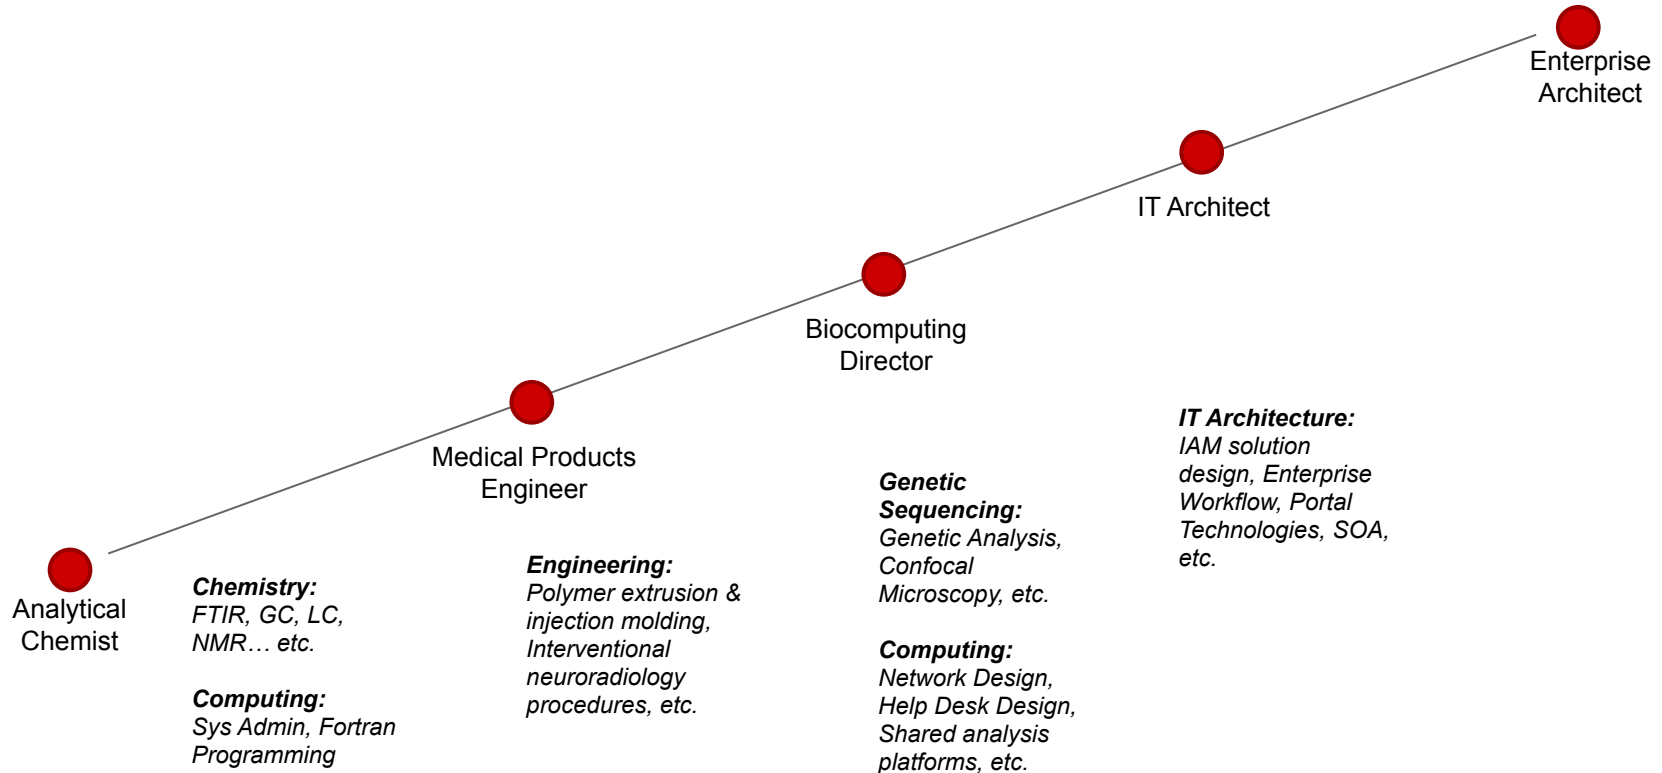 Enterprise
Architect
IT Architect
Biocomputing
Director
Medical Products
Engineer
Analytical
Chemist
Chemistry:
FTIR, GC, LC,
NMR… etc.
Computing:
Sys Admin, Fortran
Programming
Engineering:
Polymer extrusion &
injection molding,
Interventional
neuroradiology
procedures, etc.
Genetic
Sequencing:
Genetic Analysis,
Confocal
Microscopy, etc.
Computing:
Network Design,
Help Desk Design,
Shared analysis
platforms, etc.
IT Architecture:
IAM solution
design, Enterprise
Workflow, Portal
Technologies, SOA,
etc.